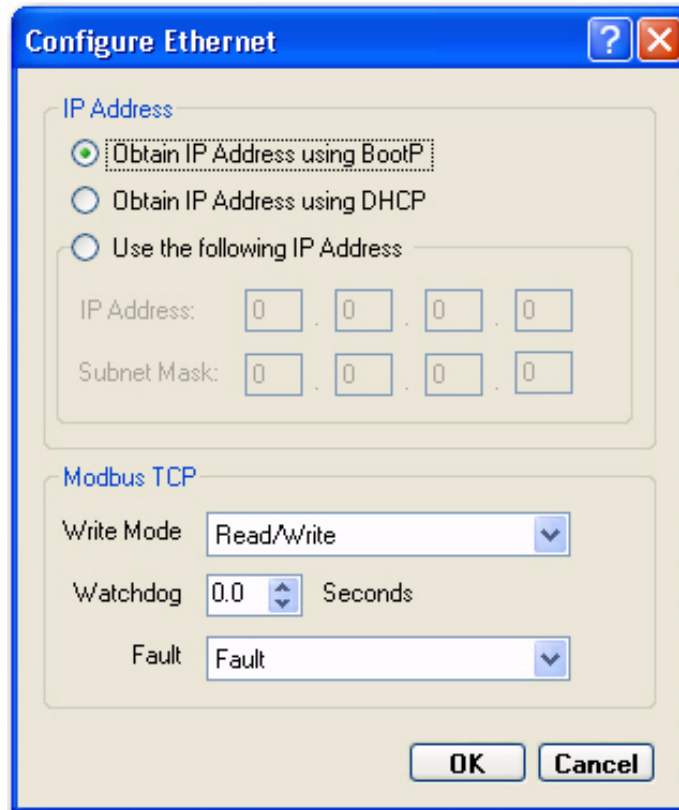 Configure Ethernet
IP Address
Obtain IP Address using BootP
Obtain IP Address using DHCP
Use the following IP Address
IP Address: 0 . 0 . 0 . 0
Subnet Mask: 0 . 0 . 0 . 0
Modbus TCP
Write Mode Read/Write
Watchdog 0.0 Seconds
Fault Fault
OK Cancel